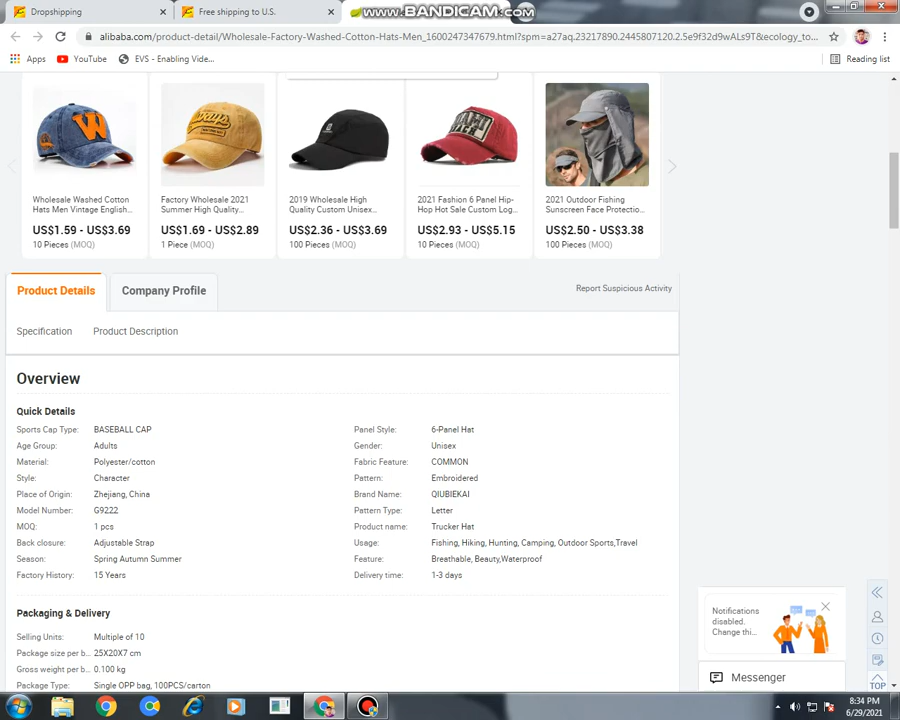 Dropshipping
Free shipping to U.S.
WWW.BANDICAM.COM
alibaba.com/product-detail/Wholesale-Factory-Washed-Cotton-Hats-Men_1600247347679.html?spm=a27aq.23217890.2445807120.2.5e9f32d9wALs9T&ecology_to...
Apps YouTube EVS - Enabling Vide... Reading list
Wholesale Washed Cotton Hats Men Vintage English...
US$1.59 - US$3.69
10 Pieces (MOQ)
Factory Wholesale 2021 Summer High Quality...
US$1.69 - US$2.89
1 Piece (MOQ)
2019 Wholesale High Quality Custom Unisex...
US$2.36 - US$3.69
100 Pieces (MOQ)
2021 Fashion 6 Panel Hip-Hop Hot Sale Custom Log...
US$2.93 - US$5.15
10 Pieces (MOQ)
2021 Outdoor Fishing Sunscreen Face Protectio...
US$2.50 - US$3.38
100 Pieces (MOQ)
Product Details Company Profile Report Suspicious Activity
Specification Product Description
Overview
Quick Details
Sports Cap Type: BASEBALL CAP Panel Style: 6-Panel Hat
Age Group: Adults Gender: Unisex
Material: Polyester/cotton Fabric Feature: COMMON
Style: Character Pattern: Embroidered
Place of Origin: Zhejiang, China Brand Name: QIUBIEKAI
Model Number: G9222 Pattern Type: Letter
MOQ: 1 pcs Product name: Trucker Hat
Back closure: Adjustable Strap Usage: Fishing, Hiking, Hunting, Camping, Outdoor Sports,Travel
Season: Spring Autumn Summer Feature: Breathable, Beauty,Waterproof
Factory History: 15 Years Delivery time: 1-3 days
Packaging & Delivery
Selling Units: Multiple of 10
Package size per b... 25X20X7 cm
Gross weight per b... 0.100 kg
Package Type: Single OPP bag, 100PCS/carton
Notifications
disabled.
Change thi...
Messenger
TOP
8:34 PM
6/29/2021